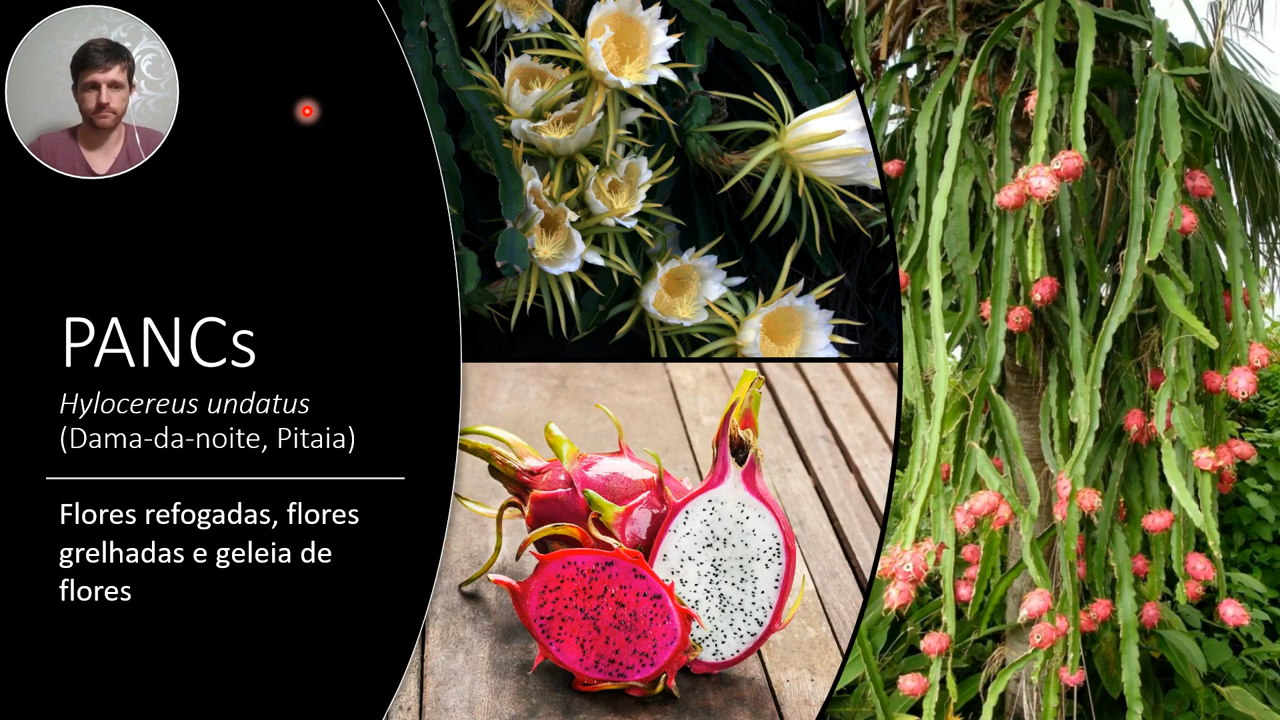 PANCs
Hylocereus undatus
(Dama-da-noite, Pitaia)
Flores refogadas, flores
grelhadas e geleia de
flores